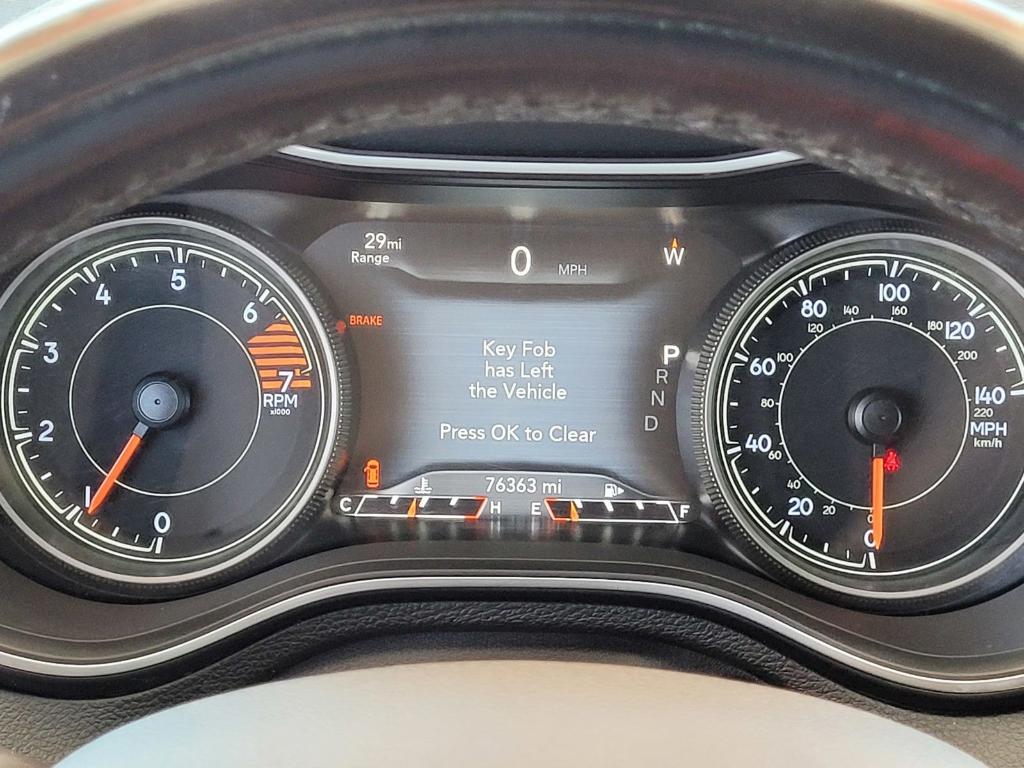 29mi
Range
0 MPH
W
BRAKE
Key Fob
has Left
the Vehicle
Press OK to Clear
P
R
N
D
76363 mi
C H E F
0
1
2
3
4
5
6
7
RPM
x1000
0
20
40
60
80
100
120
140
MPH
km/h
0
20
40
60
80
100
120
140
160
180
200
220